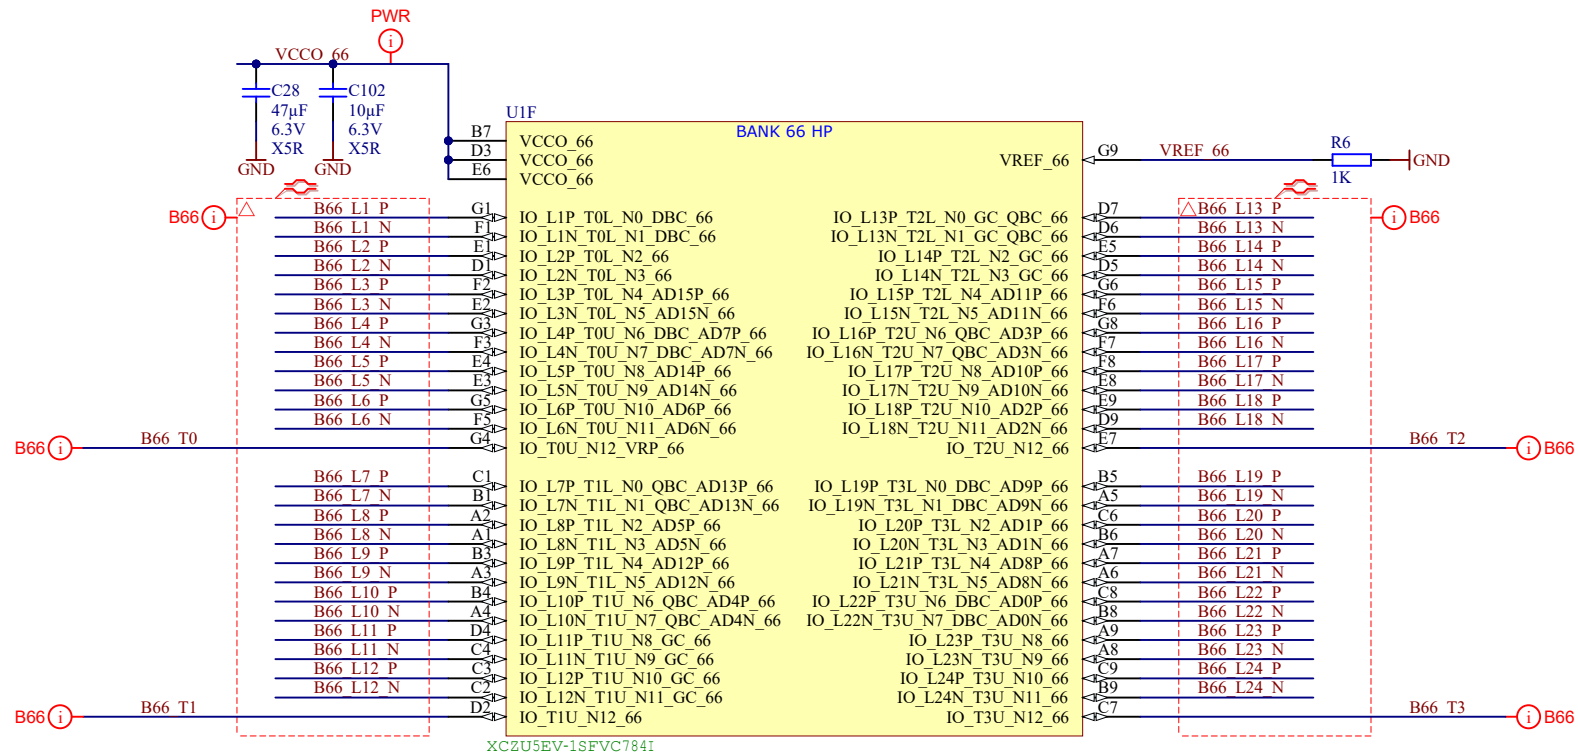 PWR
i
VCCO_66
C28
47µF
6.3V
X5R
GND
C102
10µF
6.3V
X5R
GND
U1F
BANK 66 HP
B7 VCCO_66
D3 VCCO_66
E6 VCCO_66
VREF_66 G9 VREF_66
R6
1K
GND
B66 i
i B66
B66_L1_P G1 IO_L1P_T0L_N0_DBC_66 IO_L13P_T2L_N0_GC_QBC_66 D7 B66_L13_P
B66_L1_N F1 IO_L1N_T0L_N1_DBC_66 IO_L13N_T2L_N1_GC_QBC_66 D6 B66_L13_N
B66_L2_P E1 IO_L2P_T0L_N2_66 IO_L14P_T2L_N2_GC_66 E5 B66_L14_P
B66_L2_N D1 IO_L2N_T0L_N3_66 IO_L14N_T2L_N3_GC_66 D5 B66_L14_N
B66_L3_P F2 IO_L3P_T0L_N4_AD15P_66 IO_L15P_T2L_N4_AD11P_66 G6 B66_L15_P
B66_L3_N E2 IO_L3N_T0L_N5_AD15N_66 IO_L15N_T2L_N5_AD11N_66 F6 B66_L15_N
B66_L4_P G3 IO_L4P_T0U_N6_DBC_AD7P_66 IO_L16P_T2U_N6_QBC_AD3P_66 G8 B66_L16_P
B66_L4_N F3 IO_L4N_T0U_N7_DBC_AD7N_66 IO_L16N_T2U_N7_QBC_AD3N_66 F7 B66_L16_N
B66_L5_P E4 IO_L5P_T0U_N8_AD14P_66 IO_L17P_T2U_N8_AD10P_66 F8 B66_L17_P
B66_L5_N E3 IO_L5N_T0U_N9_AD14N_66 IO_L17N_T2U_N9_AD10N_66 E8 B66_L17_N
B66_L6_P G5 IO_L6P_T0U_N10_AD6P_66 IO_L18P_T2U_N10_AD2P_66 E9 B66_L18_P
B66_L6_N F5 IO_L6N_T0U_N11_AD6N_66 IO_L18N_T2U_N11_AD2N_66 D9 B66_L18_N
B66 i B66_T0 G4 IO_T0U_N12_VRP_66 IO_T2U_N12_66 E7 B66_T2 i B66
B66_L7_P C1 IO_L7P_T1L_N0_QBC_AD13P_66 IO_L19P_T3L_N0_DBC_AD9P_66 B5 B66_L19_P
B66_L7_N B1 IO_L7N_T1L_N1_QBC_AD13N_66 IO_L19N_T3L_N1_DBC_AD9N_66 A5 B66_L19_N
B66_L8_P A2 IO_L8P_T1L_N2_AD5P_66 IO_L20P_T3L_N2_AD1P_66 C6 B66_L20_P
B66_L8_N A1 IO_L8N_T1L_N3_AD5N_66 IO_L20N_T3L_N3_AD1N_66 B6 B66_L20_N
B66_L9_P B3 IO_L9P_T1L_N4_AD12P_66 IO_L21P_T3L_N4_AD8P_66 A7 B66_L21_P
B66_L9_N A3 IO_L9N_T1L_N5_AD12N_66 IO_L21N_T3L_N5_AD8N_66 A6 B66_L21_N
B66_L10_P B4 IO_L10P_T1U_N6_QBC_AD4P_66 IO_L22P_T3U_N6_DBC_AD0P_66 C8 B66_L22_P
B66_L10_N A4 IO_L10N_T1U_N7_QBC_AD4N_66 IO_L22N_T3U_N7_DBC_AD0N_66 B8 B66_L22_N
B66_L11_P D4 IO_L11P_T1U_N8_GC_66 IO_L23P_T3U_N8_66 A9 B66_L23_P
B66_L11_N C4 IO_L11N_T1U_N9_GC_66 IO_L23N_T3U_N9_66 A8 B66_L23_N
B66_L12_P C3 IO_L12P_T1U_N10_GC_66 IO_L24P_T3U_N10_66 C9 B66_L24_P
B66_L12_N C2 IO_L12N_T1U_N11_GC_66 IO_L24N_T3U_N11_66 B9 B66_L24_N
B66 i B66_T1 D2 IO_T1U_N12_66 IO_T3U_N12_66 C7 B66_T3 i B66
XCZU5EV-1SFVC784I